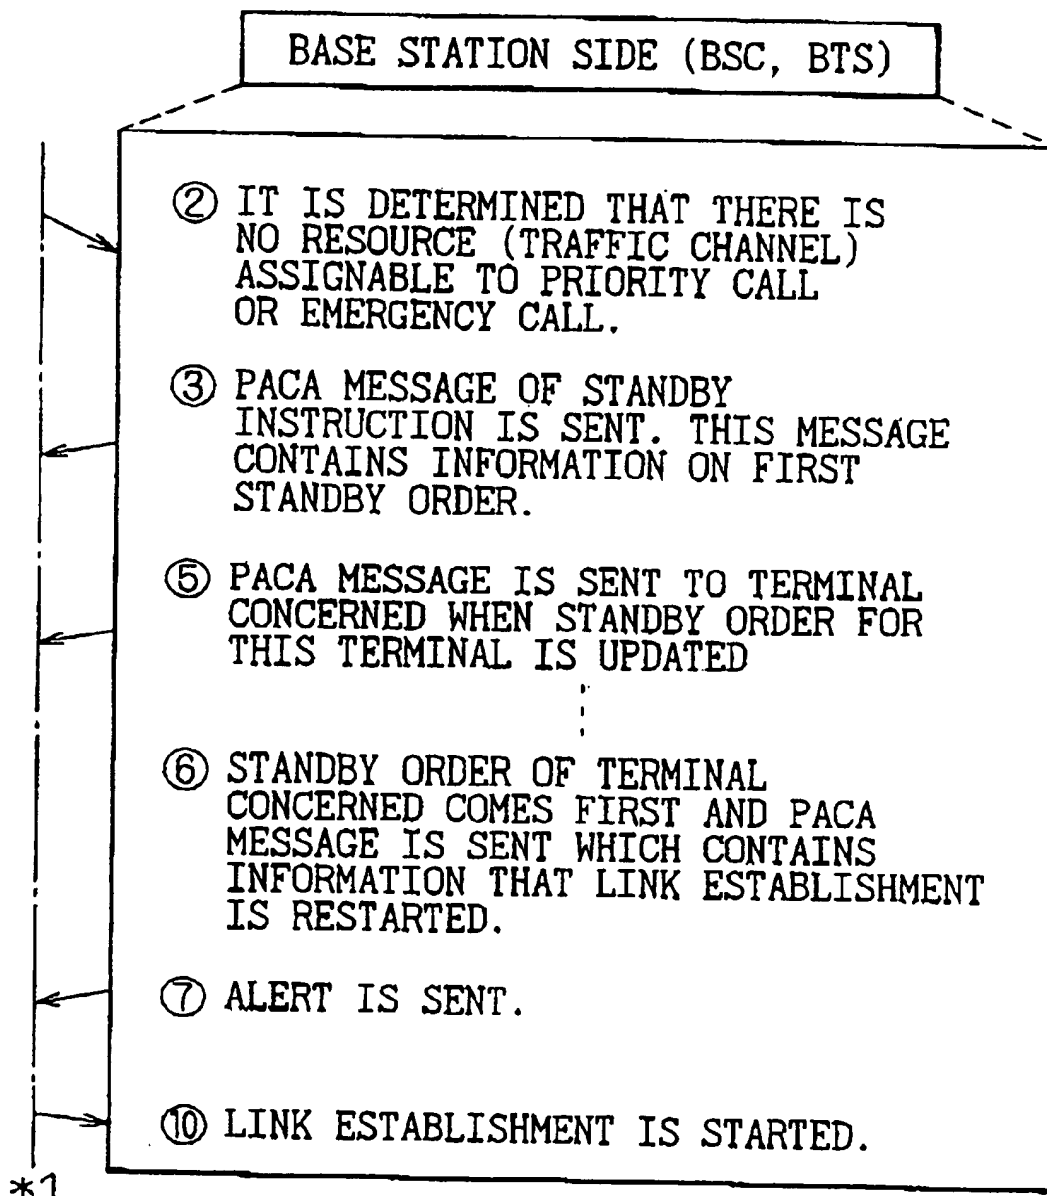 BASE STATION SIDE (BSC, BTS)
② IT IS DETERMINED THAT THERE IS
NO RESOURCE (TRAFFIC CHANNEL)
ASSIGNABLE TO PRIORITY CALL
OR EMERGENCY CALL.
③ PACA MESSAGE OF STANDBY
INSTRUCTION IS SENT. THIS MESSAGE
CONTAINS INFORMATION ON FIRST
STANDBY ORDER.
⑤ PACA MESSAGE IS SENT TO TERMINAL
CONCERNED WHEN STANDBY ORDER FOR
THIS TERMINAL IS UPDATED
⑥ STANDBY ORDER OF TERMINAL
CONCERNED COMES FIRST AND PACA
MESSAGE IS SENT WHICH CONTAINS
INFORMATION THAT LINK ESTABLISHMENT
IS RESTARTED.
⑦ ALERT IS SENT.
⑩ LINK ESTABLISHMENT IS STARTED.
*1